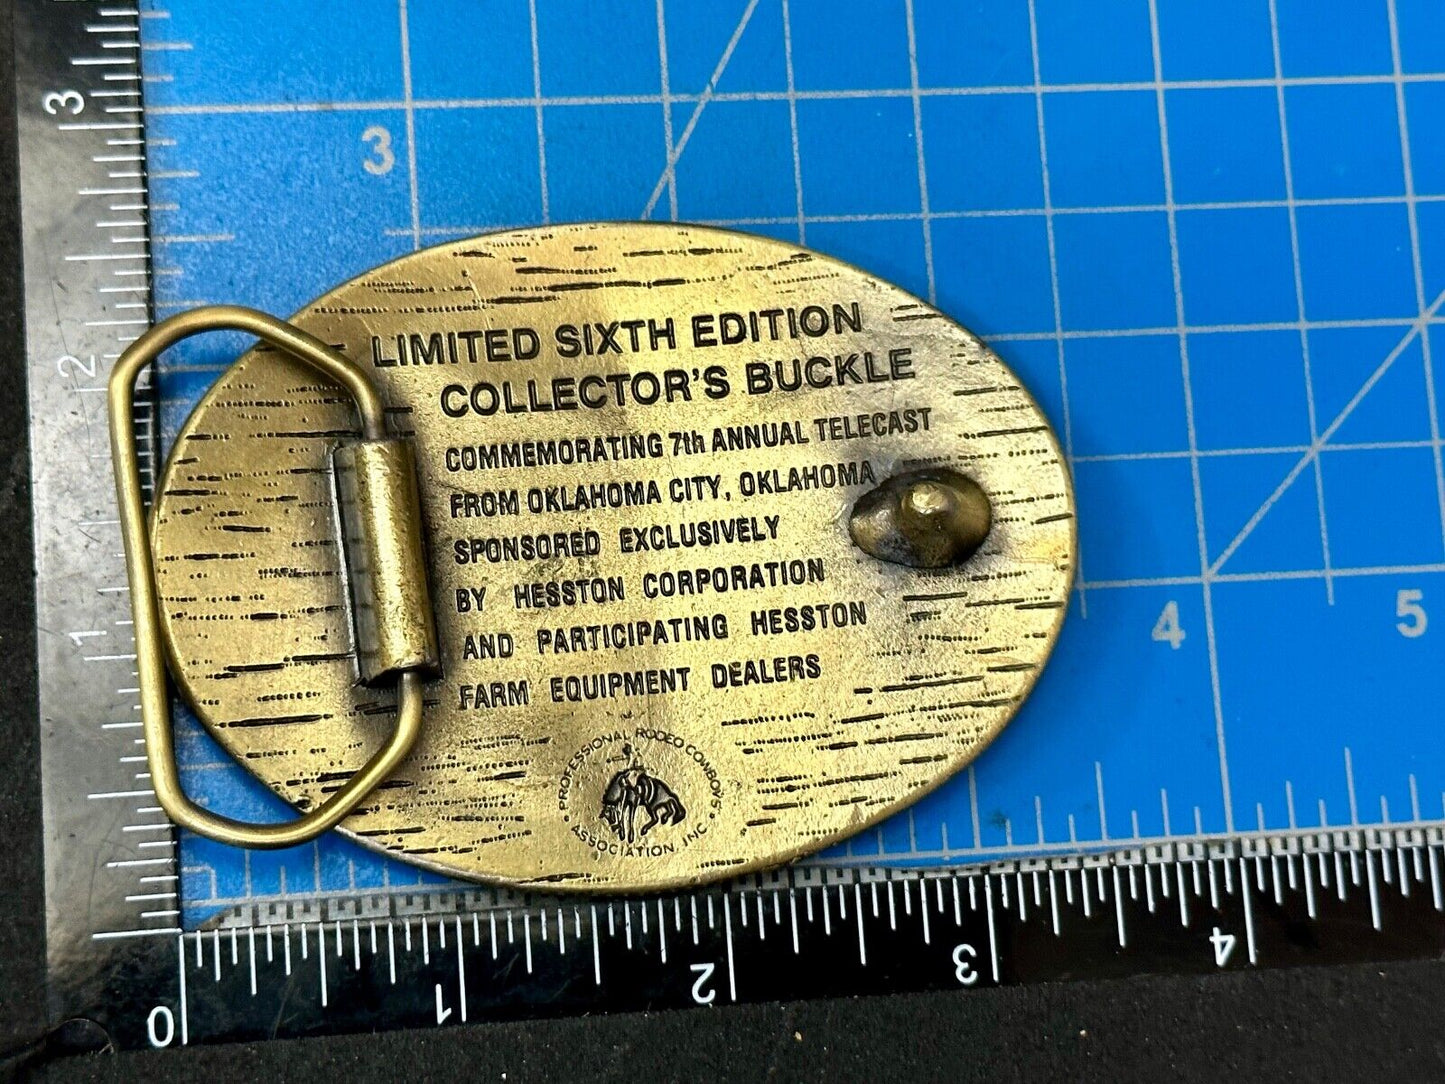 LIMITED SIXTH EDITION
COLLECTOR'S BUCKLE
COMMEMORATING 7th ANNUAL TELECAST
FROM OKLAHOMA CITY, OKLAHOMA
SPONSORED EXCLUSIVELY
BY HESSTON CORPORATION
AND PARTICIPATING HESSTON
FARM EQUIPMENT DEALERS
• PROFESSIONAL RODEO COWBOYS •
ASSOCIATION, INC.
3
2
1
3
4
5
0
1
2
3
4